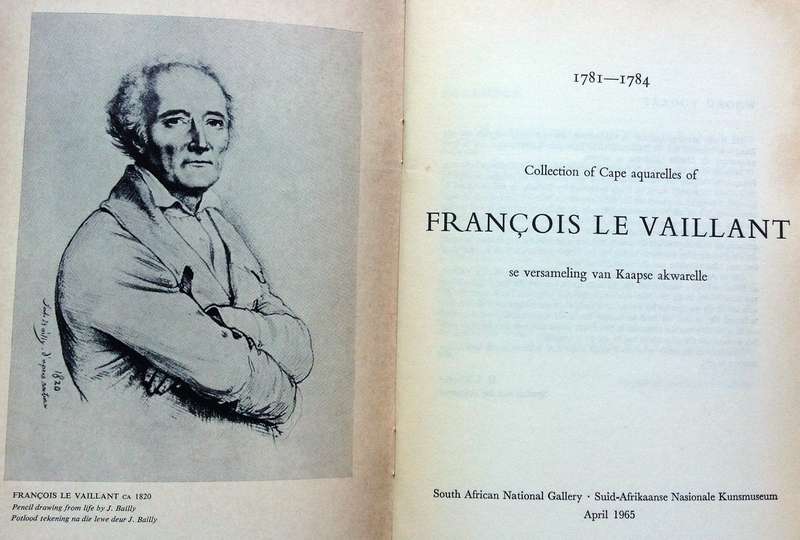 1820
FRANÇOIS LE VAILLANT CA 1820
Pencil drawing from life by J. Bailly
Potlood tekening na die lewe deur J. Bailly
1781—1784
Collection of Cape aquarelles of
FRANÇOIS LE VAILLANT
se versameling van Kaapse akwarelle
South African National Gallery · Suid-Afrikaanse Nasionale Kunsmuseum
April 1965